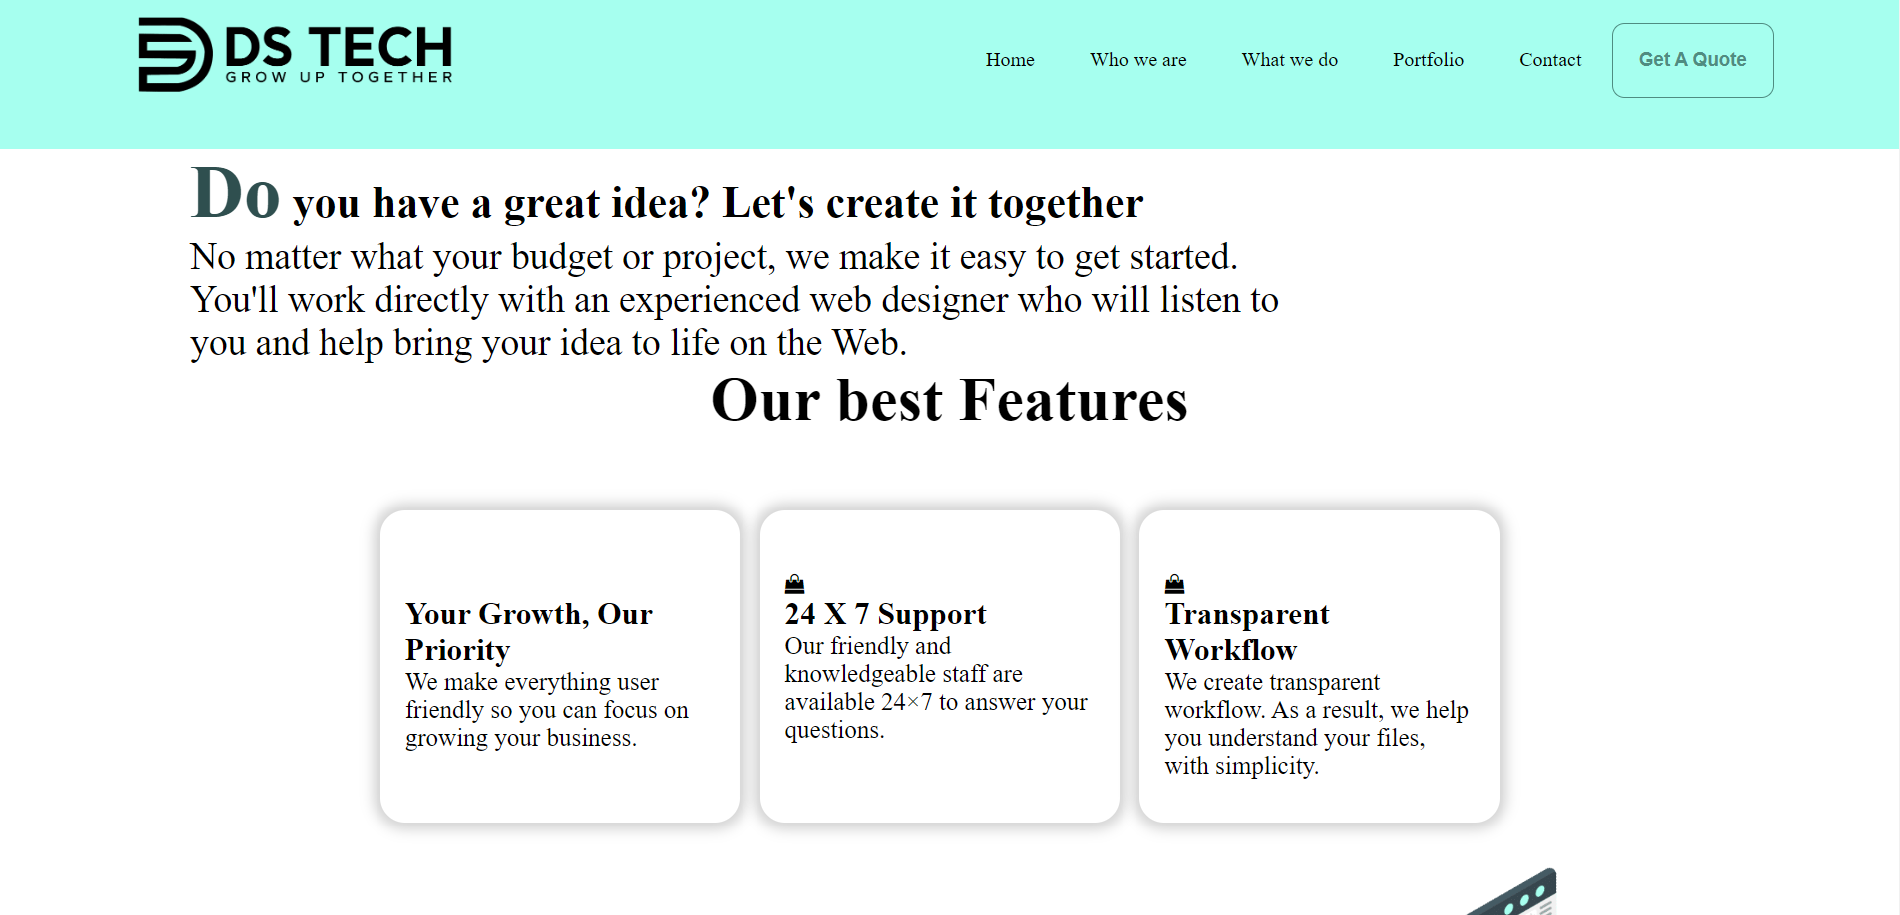 DS TECH
GROW UP TOGETHER
Home
Who we are
What we do
Portfolio
Contact
Get A Quote
Do you have a great idea? Let's create it together
No matter what your budget or project, we make it easy to get started.
You'll work directly with an experienced web designer who will listen to
you and help bring your idea to life on the Web.
Our best Features
Your Growth, Our
Priority
We make everything user
friendly so you can focus on
growing your business.
24 X 7 Support
Our friendly and
knowledgeable staff are
available 24×7 to answer your
questions.
Transparent
Workflow
We create transparent
workflow. As a result, we help
you understand your files,
with simplicity.